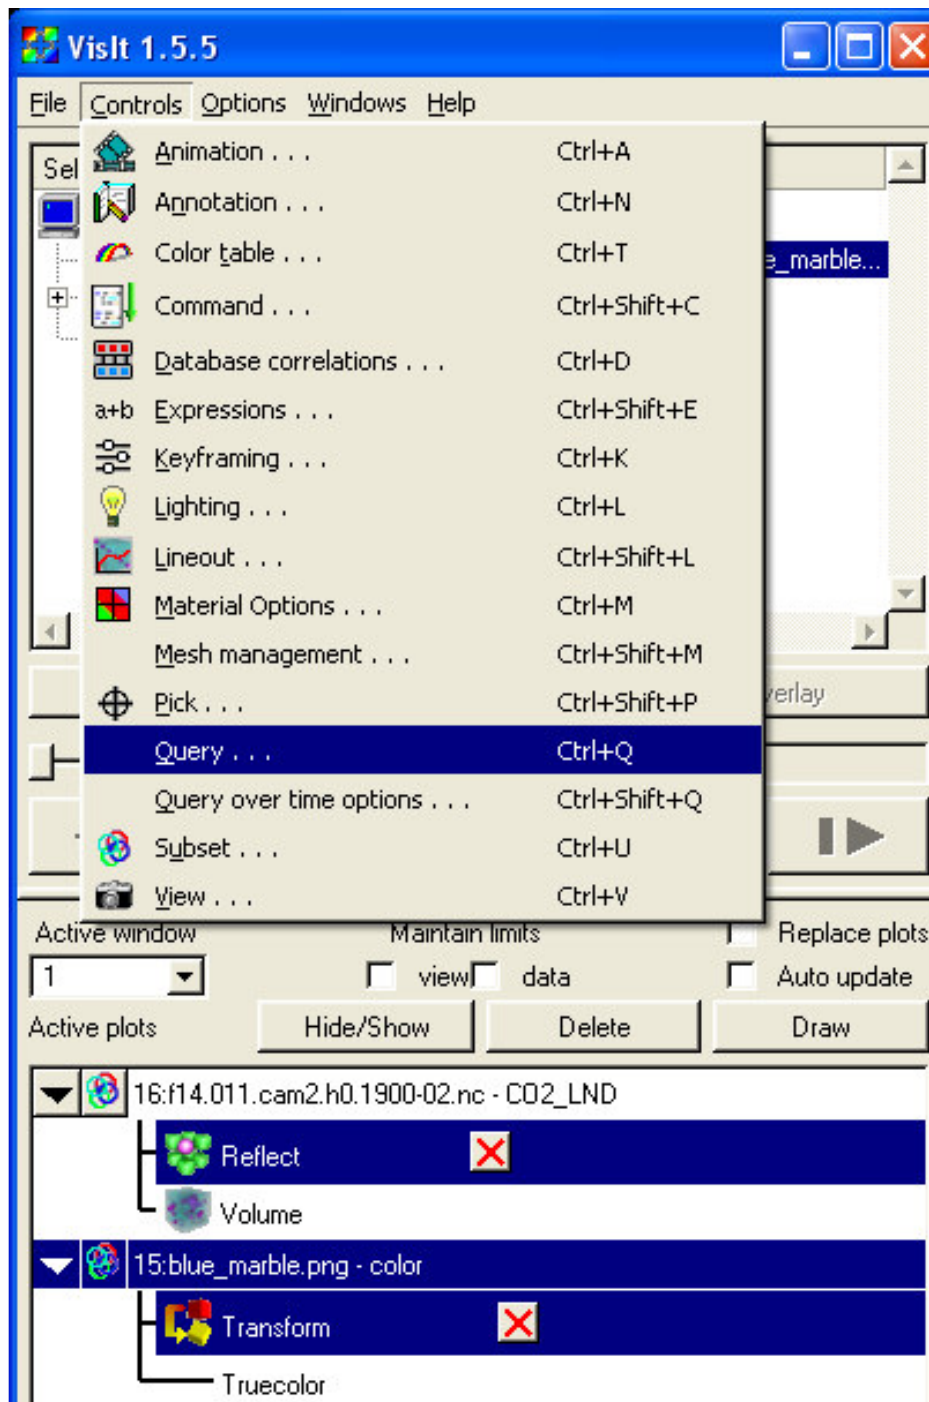 VisIt 1.5.5
File Controls Options Windows Help
Sel
Animation . . . Ctrl+A
Annotation . . . Ctrl+N
Color table . . . Ctrl+T
e_marble...
Command . . . Ctrl+Shift+C
Database correlations . . . Ctrl+D
a+b Expressions . . . Ctrl+Shift+E
Keyframing . . . Ctrl+K
Lighting . . . Ctrl+L
Lineout . . . Ctrl+Shift+L
Material Options . . . Ctrl+M
Mesh management . . . Ctrl+Shift+M
Pick . . . Ctrl+Shift+P
verlay
Query . . . Ctrl+Q
Query over time options . . . Ctrl+Shift+Q
Subset . . . Ctrl+U
View . . . Ctrl+V
Active window Maintain limits Replace plots
1 view data Auto update
Active plots Hide/Show Delete Draw
16:f14.011.cam2.h0.1900-02.nc - CO2_LND
Reflect
Volume
15:blue_marble.png - color
Transform
Truecolor